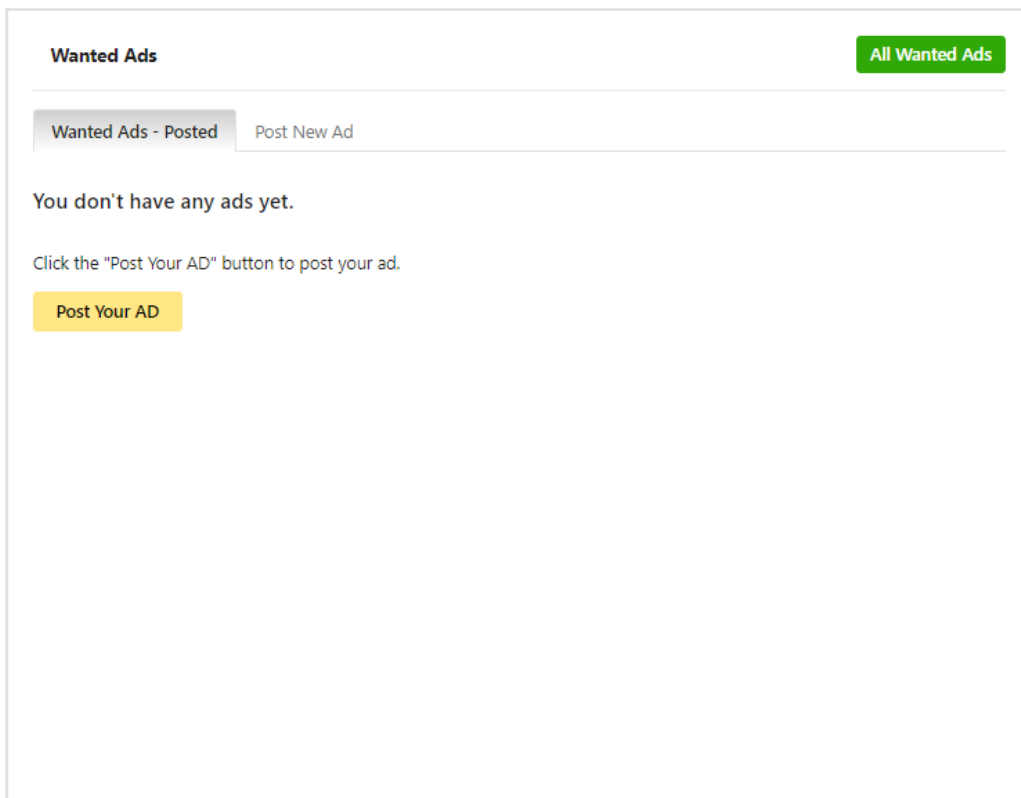 Wanted Ads
All Wanted Ads
Wanted Ads - Posted
Post New Ad
You don't have any ads yet.
Click the "Post Your AD" button to post your ad.
Post Your AD